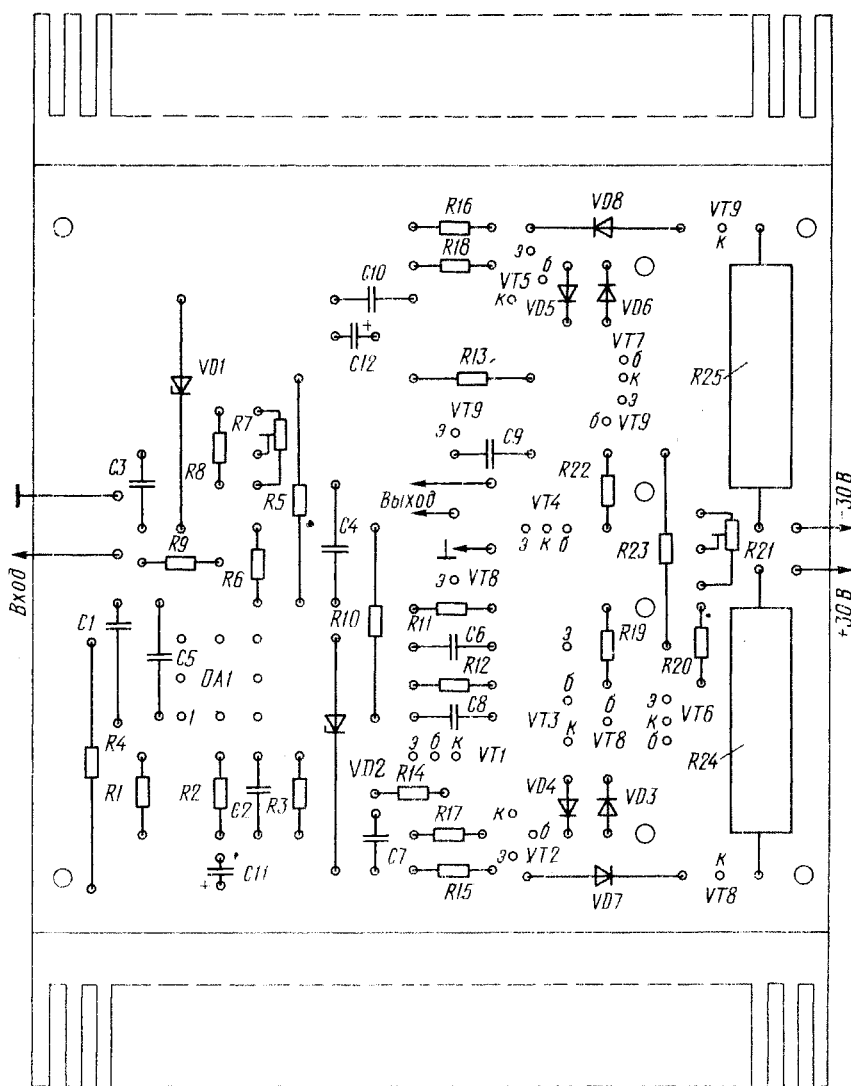 R16
VD8
VT9
к
R18
э
б
C10
VT5
к
VD5
VD6
+
C12
R13
VT7
б
к
э
R25
VD1
VT9
э
б
VT9
R7
R8
C9
C3
R5
Выход
R22
C4
VT4
э
к
б
R23
R21
-30В
R9
R6
Вход
э
VT8
+30В
C1
C5
R10
R11
C6
э
R19
R20
DA1
R12
1
C8
б
VT3
к
б
VT8
э
к
б
VT6
R4
э
б
к
VT1
R24
R1
R2
C2
R3
VD2
R14
VD4
VD3
к
R17
б
C7
э
VT2
+
C11
R15
VD7
к
VT8